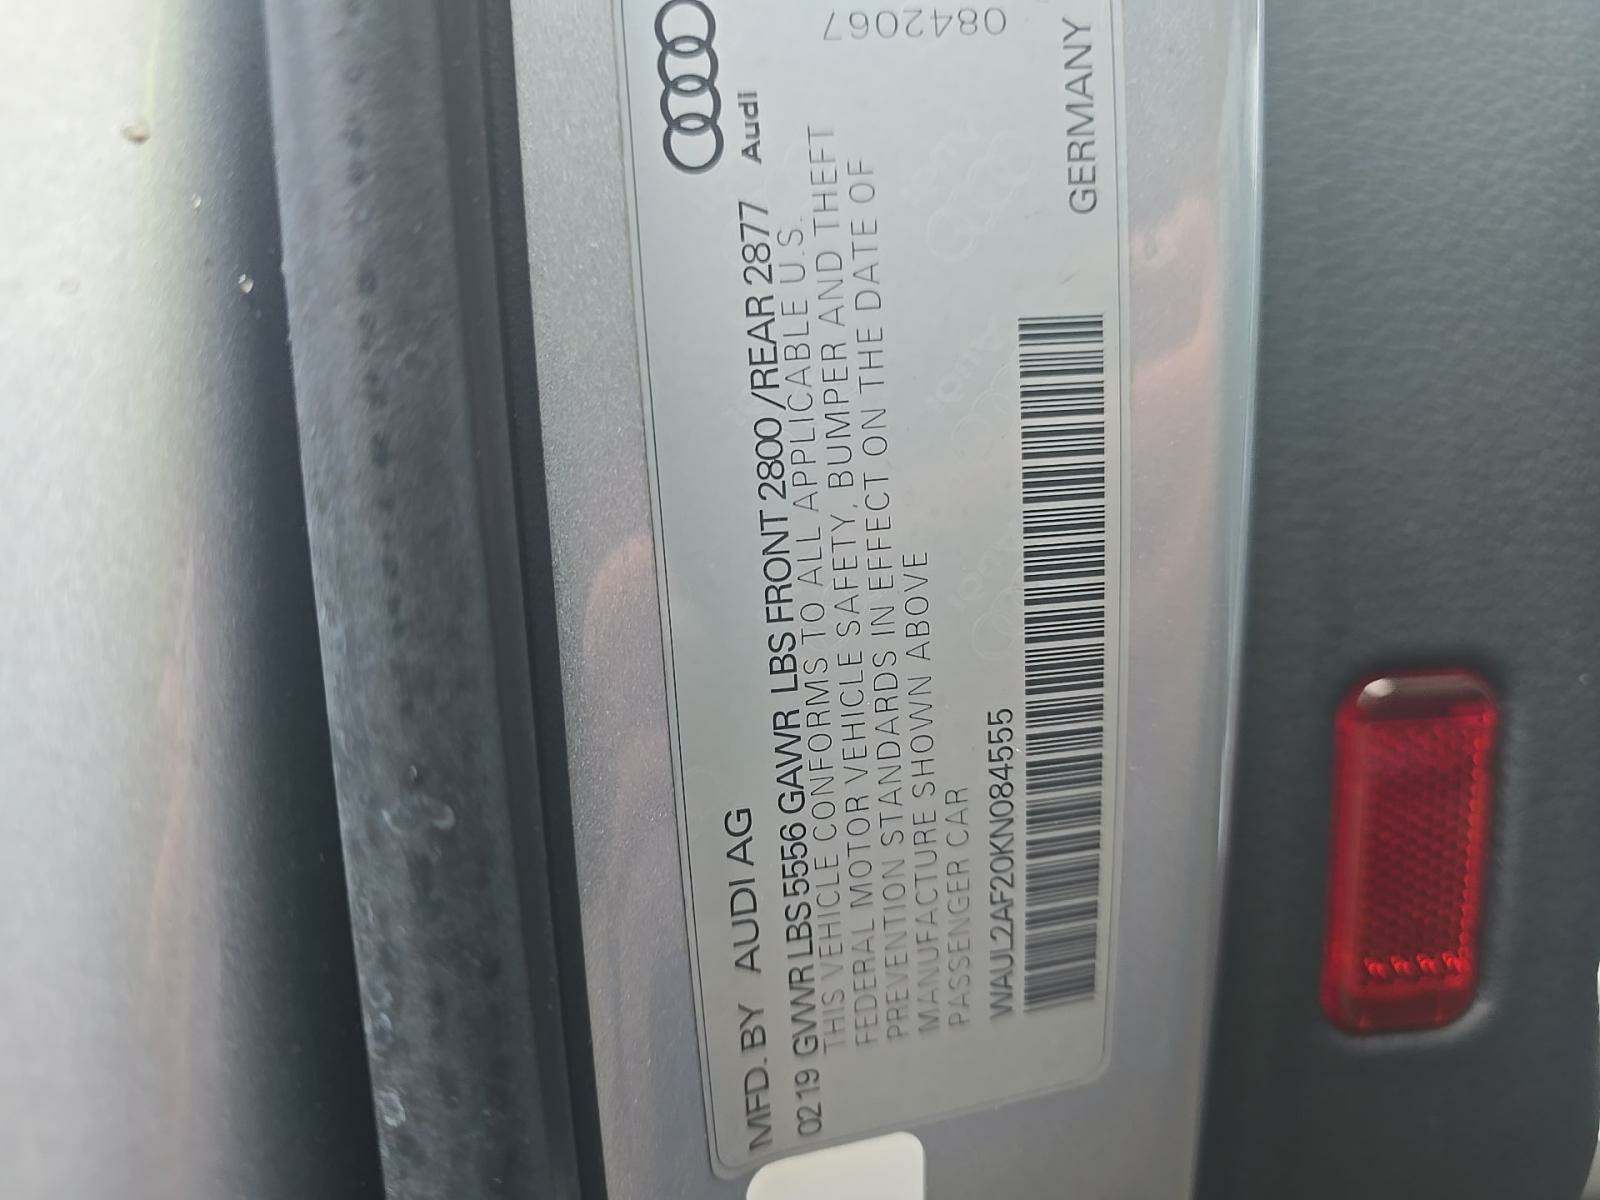 MFD. BY AUDI AG
Audi
0219 GVWR LBS 5556 GAWR LBS FRONT 2800 /REAR 2877
THIS VEHICLE CONFORMS TO ALL APPLICABLE U.S.
FEDERAL MOTOR VEHICLE SAFETY, BUMPER AND THEFT
PREVENTION STANDARDS IN EFFECT ON THE DATE OF
MANUFACTURE SHOWN ABOVE
PASSENGER CAR
WAUL2AF20KN084555
GERMANY
0842067